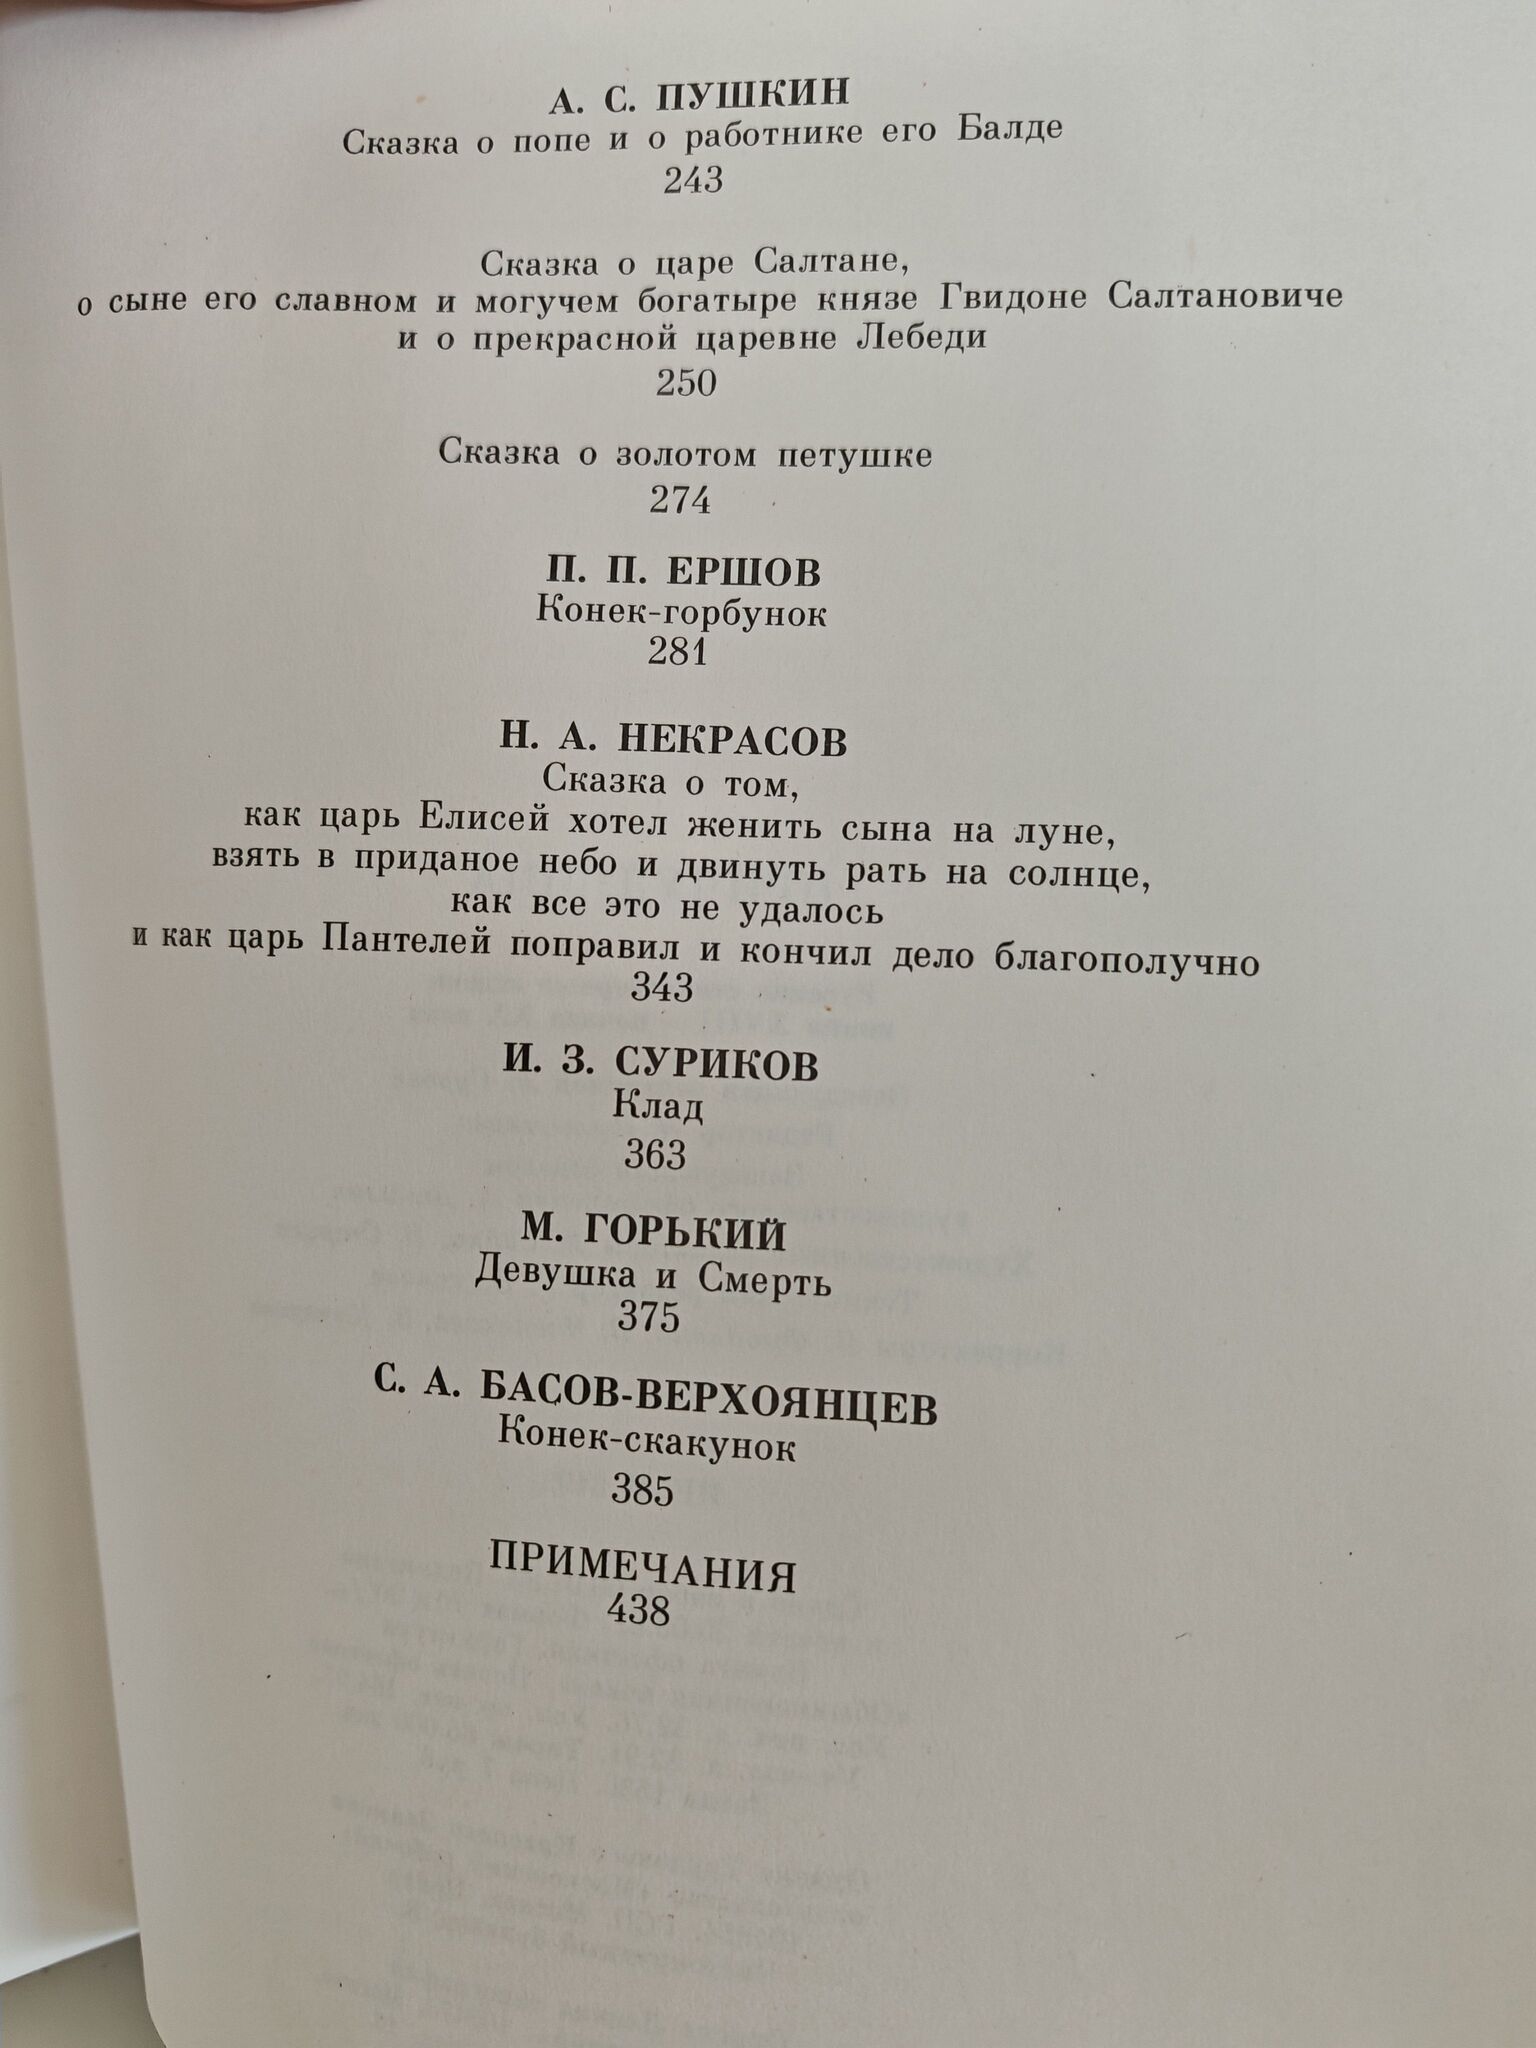 А. С. ПУШКИН
Сказка о попе и о работнике его Балде
243
Сказка о царе Салтане,
о сыне его славном и могучем богатыре князе Гвидоне Салтановиче
и о прекрасной царевне Лебеди
250
Сказка о золотом петушке
274
П. П. ЕРШОВ
Конек-горбунок
281
Н. А. НЕКРАСОВ
Сказка о том,
как царь Елисей хотел женить сына на луне,
взять в приданое небо и двинуть рать на солнце,
как все это не удалось
и как царь Пантелей поправил и кончил дело благополучно
343
И. З. СУРИКОВ
Клад
363
М. ГОРЬКИЙ
Девушка и Смерть
375
С. А. БАСОВ-ВЕРХОЯНЦЕВ
Конек-скакунок
385
ПРИМЕЧАНИЯ
438